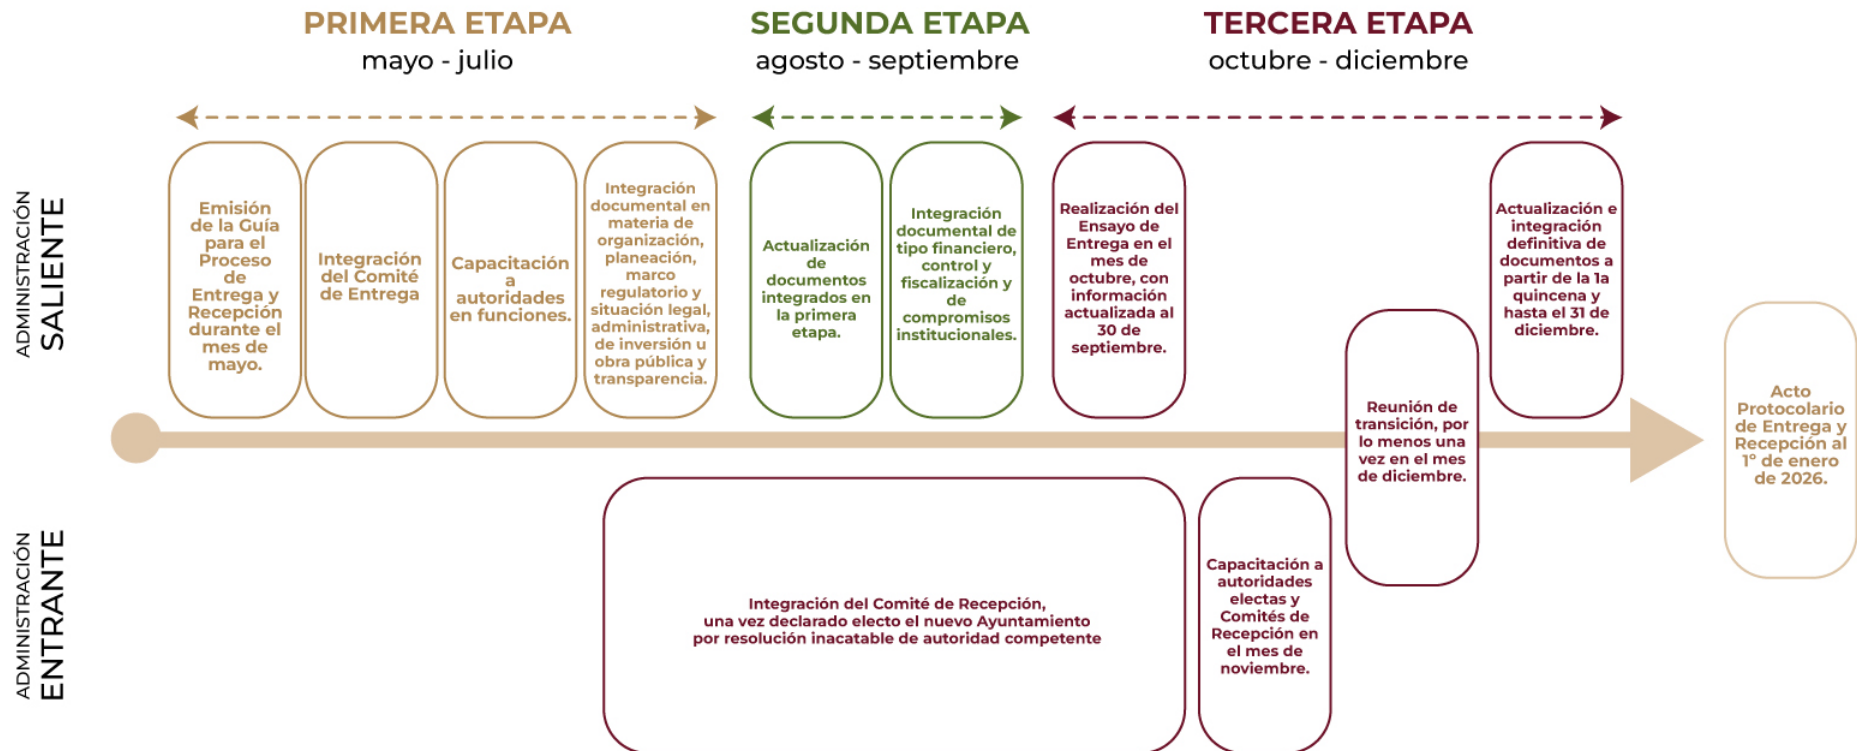 PRIMERA ETAPA
mayo - julio
SEGUNDA ETAPA
agosto - septiembre
TERCERA ETAPA
octubre - diciembre
ADMINISTRACIÓN
SALIENTE
Emisión
de la Guía
para el
Proceso
de
Entrega y
Recepción
durante el
mes de
mayo.
Integración
del Comité
de Entrega
Capacitación
a
autoridades
en funciones.
Integración
documental en
materia de
organización,
planeación,
marco
regulatorio y
situación legal,
administrativa,
de inversión u
obra pública y
transparencia.
Actualización
de
documentos
integrados en
la primera
etapa.
Integración
documental de
tipo financiero,
control y
fiscalización y
de
compromisos
institucionales.
Realización del
Ensayo de
Entrega en el
mes de
octubre, con
información
actualizada al
30 de
septiembre.
Reunión de
transición, por
lo menos una
vez en el mes
de diciembre.
Actualización e
integración
definitiva de
documentos a
partir de la 1a
quincena y
hasta el 31 de
diciembre.
Acto
Protocolario
de Entrega y
Recepción al
1º de enero
de 2026.
ADMINISTRACIÓN
ENTRANTE
Integración del Comité de Recepción,
una vez declarado electo el nuevo Ayuntamiento
por resolución inacatable de autoridad competente
Capacitación a
autoridades
electas y
Comités de
Recepción en
el mes de
noviembre.